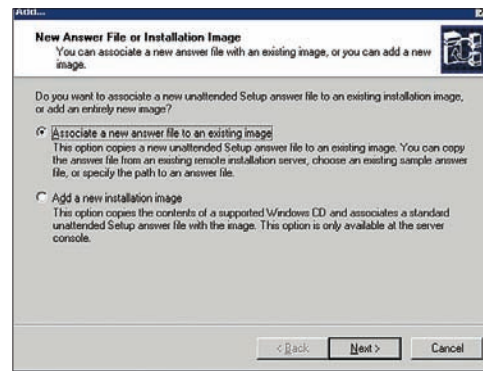 Add...
New Answer File or Installation Image
You can associate a new answer file with an existing image, or you can add a new
image.
Do you want to associate a new unattended Setup answer file to an existing installation image,
or add an entirely new image?
Associate a new answer file to an existing image
This option copies a new unattended Setup answer file to an existing image. You can copy
the answer file from an existing remote installation server, choose an existing sample answer
file, or specify the path to an answer file.
Add a new installation image
This option copies the contents of a supported Windows CD and associates a standard
unattended Setup answer file with the image. This option is only available at the server
console.
< Back
Next >
Cancel